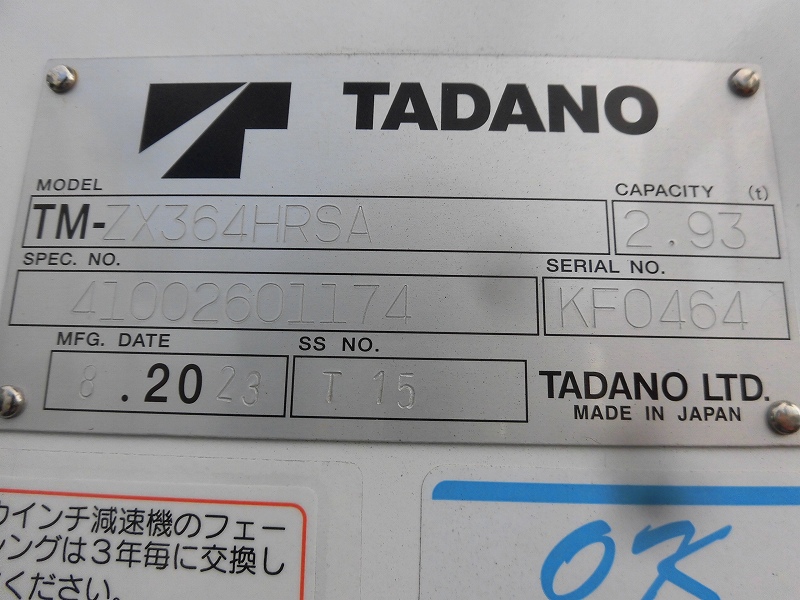 TADANO
MODEL
TM-ZX364HRSA
CAPACITY (t)
2.93
SPEC. NO.
41002601174
SERIAL NO.
KF0464
MFG. DATE
8.2023
SS NO.
T 15
TADANO LTD.
MADE IN JAPAN
ウインチ減速機のフェー
シングは3年毎に交換し
ください。
OK